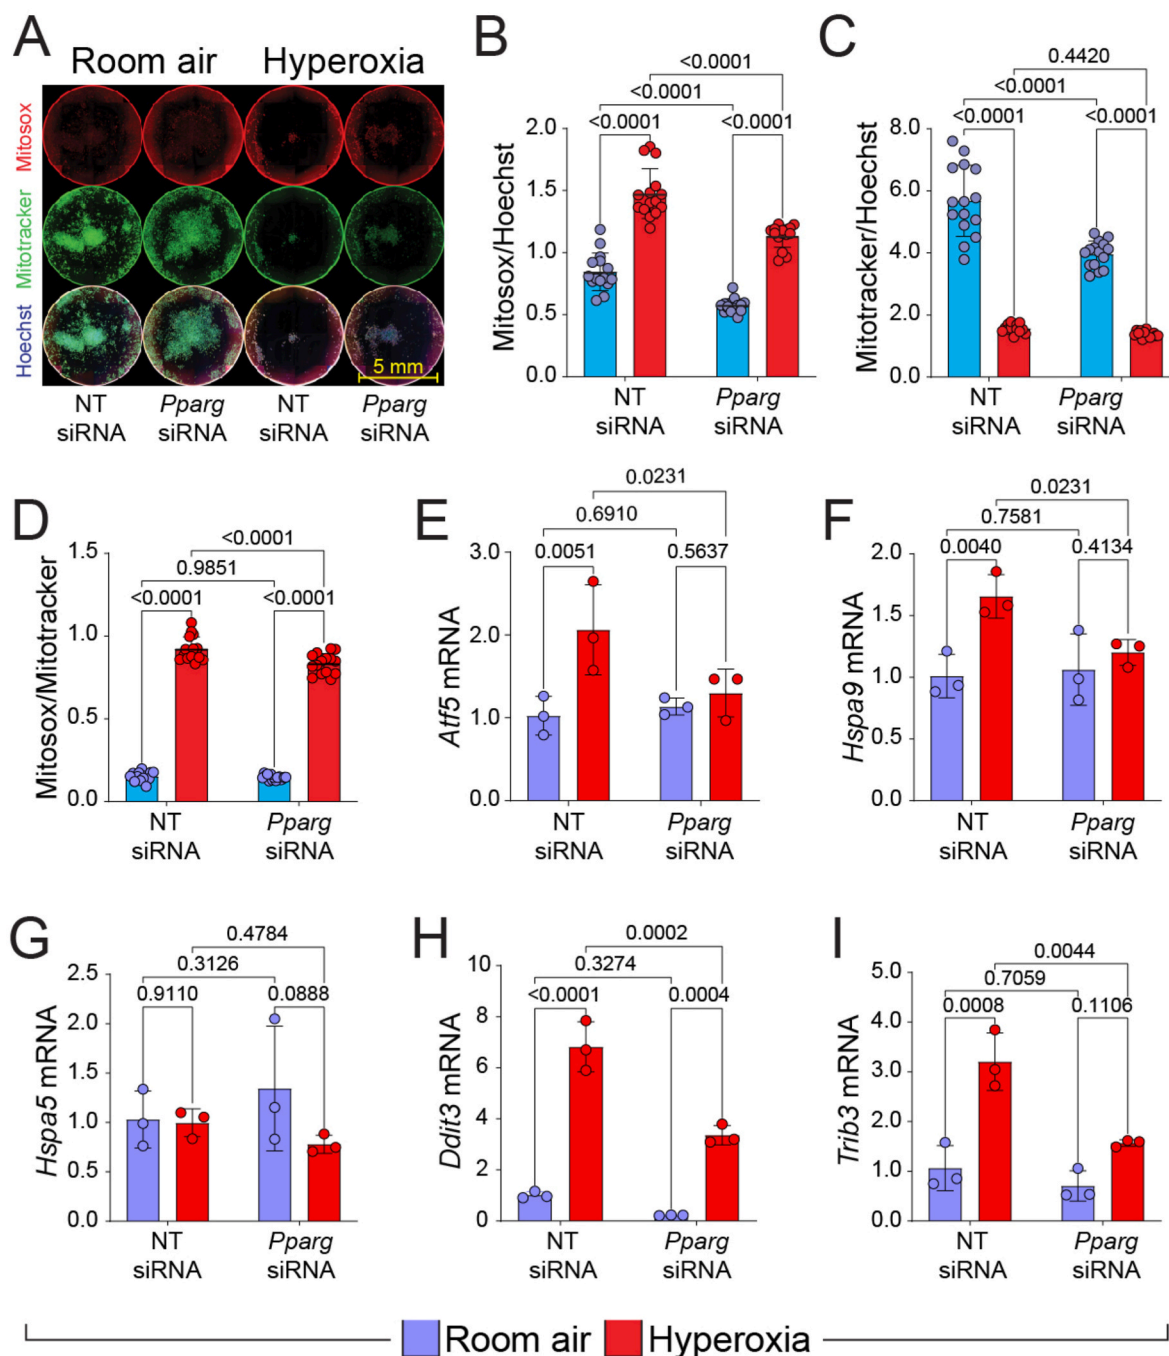 A
Room air Hyperoxia
Mitosox
Mitotracker
Hoechst
5 mm
NT Pparg NT Pparg
siRNA siRNA siRNA siRNA
B
<0.0001
<0.0001
<0.0001 <0.0001
Mitosox/Hoechst
2.0
1.5
1.0
0.5
0.0
NT Pparg
siRNA siRNA
C
0.4420
<0.0001
<0.0001 <0.0001
Mitotracker/Hoechst
8.0
6.0
4.0
2.0
0.0
NT Pparg
siRNA siRNA
D
<0.0001
0.9851
<0.0001 <0.0001
Mitosox/Mitotracker
1.5
1.0
0.5
0.0
NT Pparg
siRNA siRNA
E
0.0231
0.6910
0.0051 0.5637
Atf5 mRNA
3.0
2.0
1.0
0.0
NT Pparg
siRNA siRNA
F
0.0231
0.7581
0.0040 0.4134
Hspa9 mRNA
2.0
1.5
1.0
0.5
0.0
NT Pparg
siRNA siRNA
G
0.4784
0.3126
0.9110 0.0888
Hspa5 mRNA
2.5
2.0
1.5
1.0
0.5
0.0
NT Pparg
siRNA siRNA
H
0.0002
0.3274
<0.0001 0.0004
Ddit3 mRNA
10
8
6
4
2
0
NT Pparg
siRNA siRNA
I
0.0044
0.7059
0.0008 0.1106
Trib3 mRNA
5.0
4.0
3.0
2.0
1.0
0.0
NT Pparg
siRNA siRNA
Room air Hyperoxia